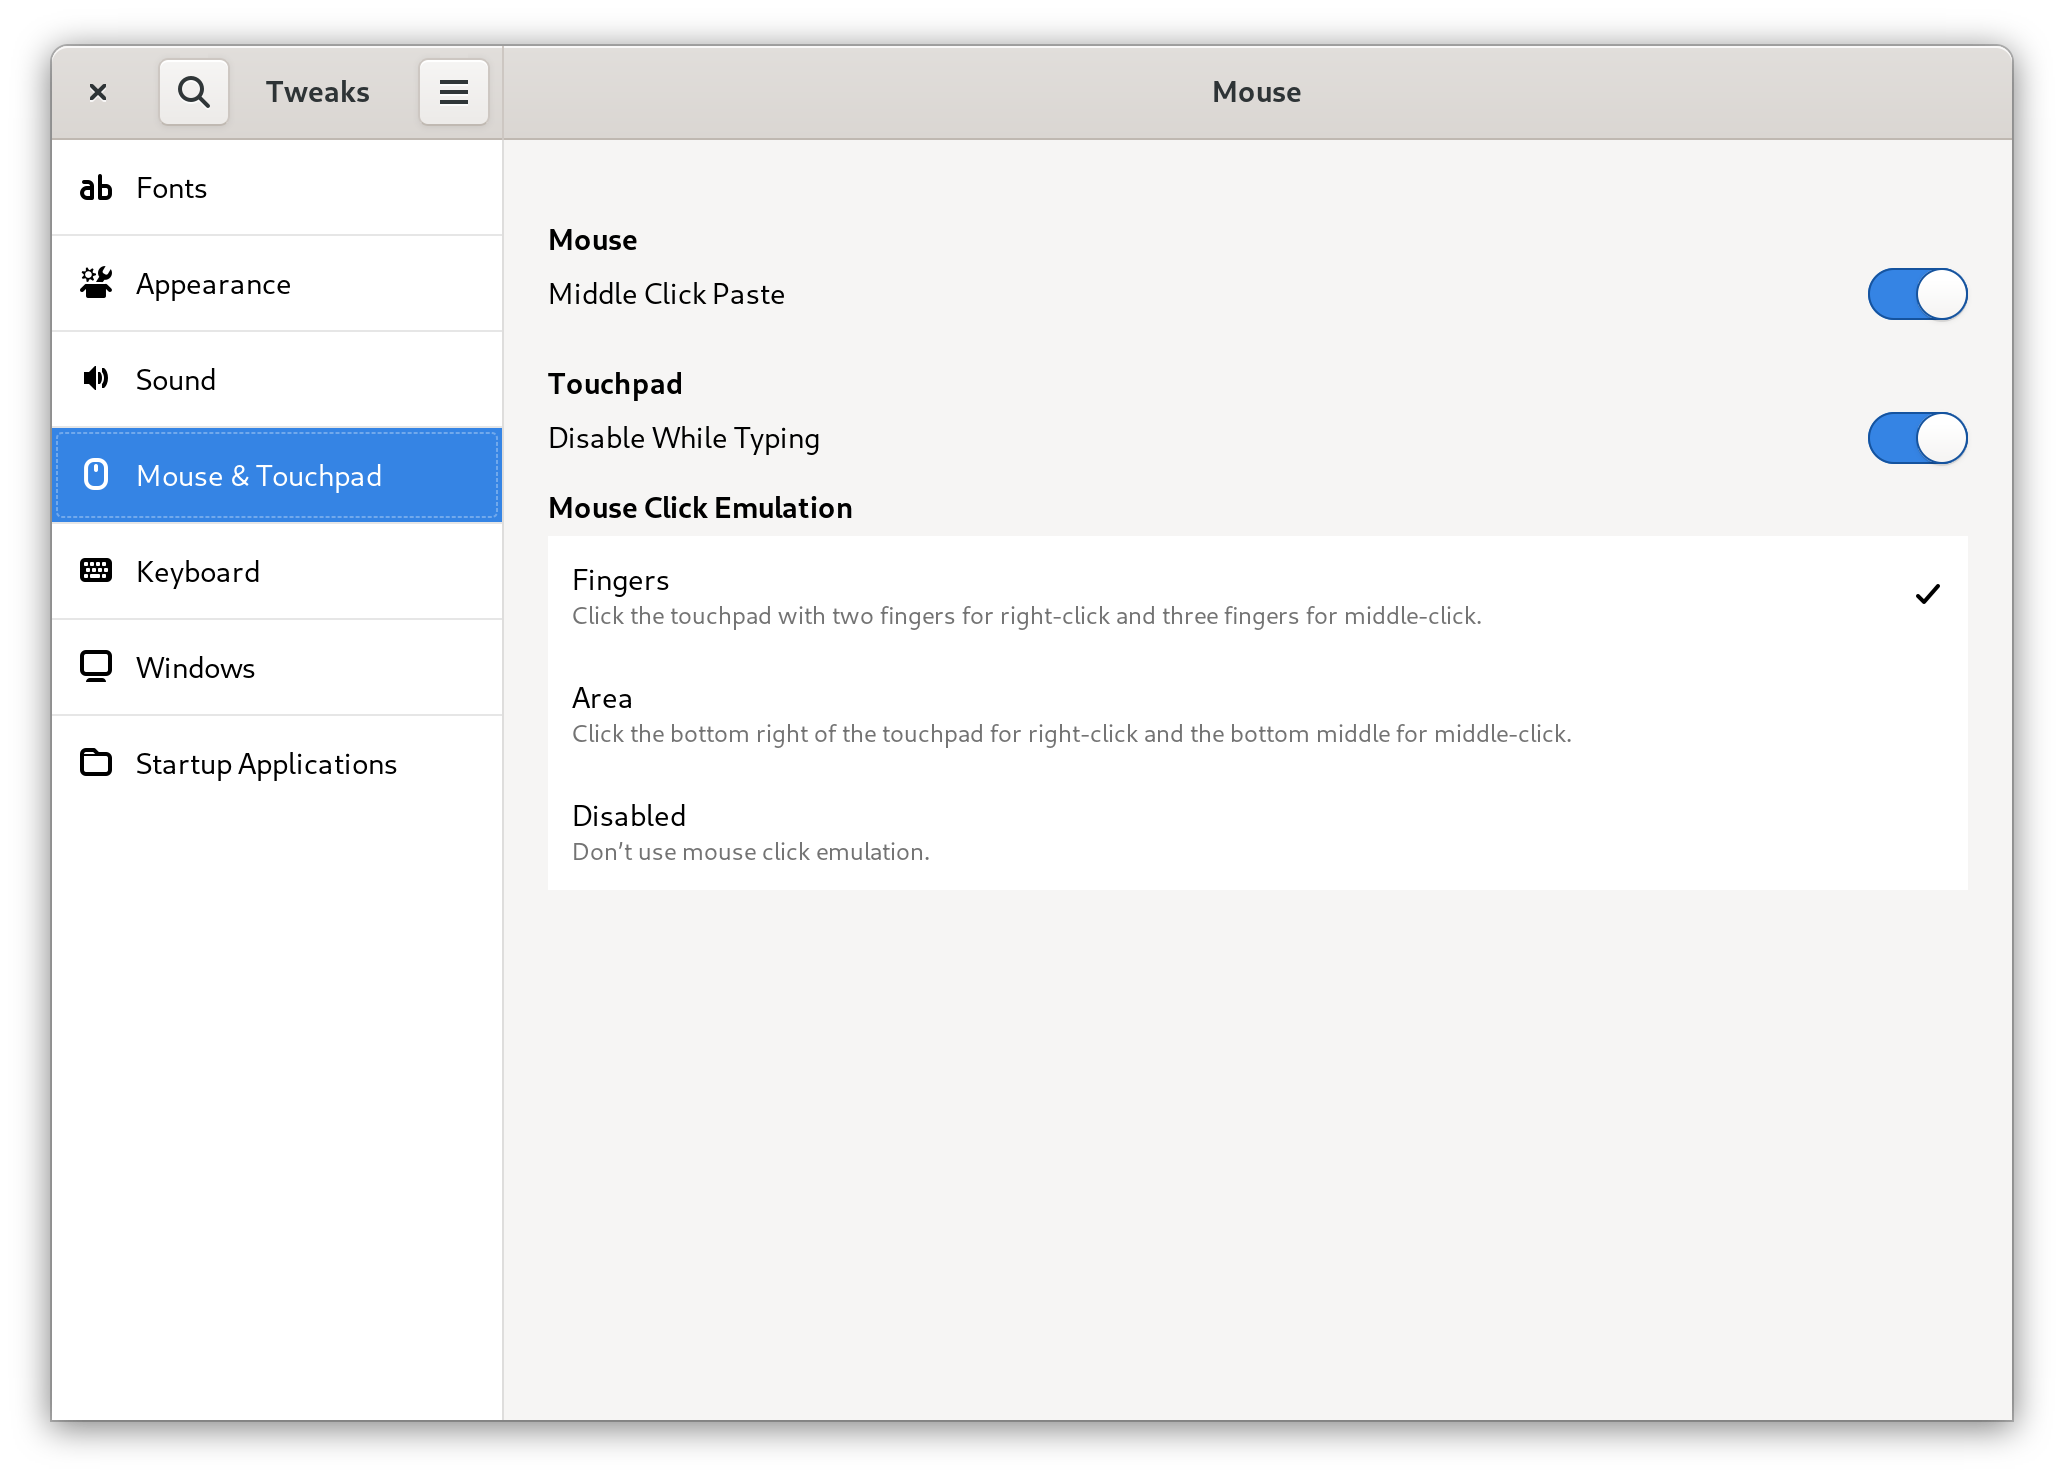 Tweaks
Mouse
Fonts
Appearance
Sound
Mouse & Touchpad
Keyboard
Windows
Startup Applications
Mouse
Middle Click Paste
Touchpad
Disable While Typing
Mouse Click Emulation
Fingers
Click the touchpad with two fingers for right-click and three fingers for middle-click.
Area
Click the bottom right of the touchpad for right-click and the bottom middle for middle-click.
Disabled
Don’t use mouse click emulation.